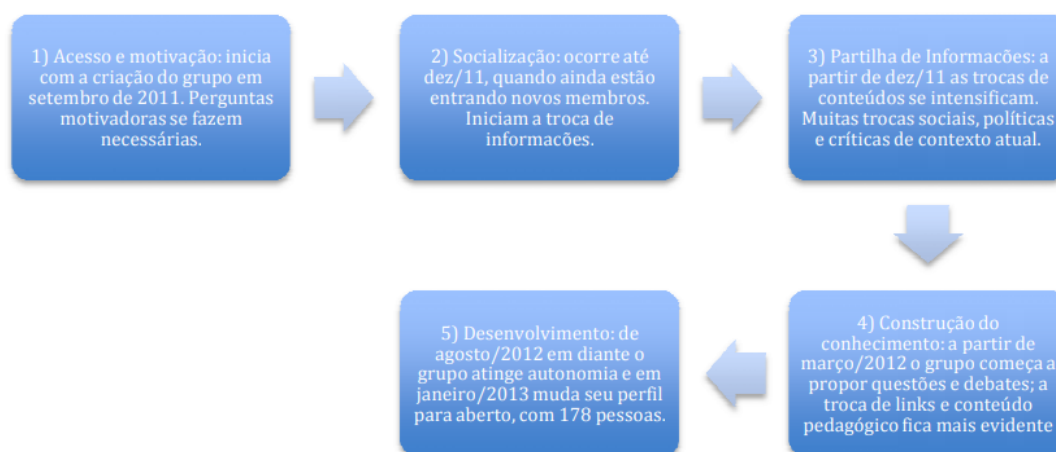 1) Acesso e motivação: inicia
com a criação do grupo em
setembro de 2011. Perguntas
motivadoras se fazem
necessárias.
2) Socialização: ocorre até
dez/11, quando ainda estão
entrando novos membros.
Iniciam a troca de
informacões.
3) Partilha de Informacões: a
partir de dez/11 as trocas de
conteúdos se intensificam.
Muitas trocas sociais, políticas
e críticas de contexto atual.
4) Construção do
conhecimento: a partir de
março/2012 o grupo começa a
propor questões e debates; a
troca de links e conteúdo
pedagógico fica mais evidente
5) Desenvolvimento: de
agosto/2012 em diante o
grupo atinge autonomia e em
janeiro/2013 muda seu perfil
para aberto, com 178 pessoas.